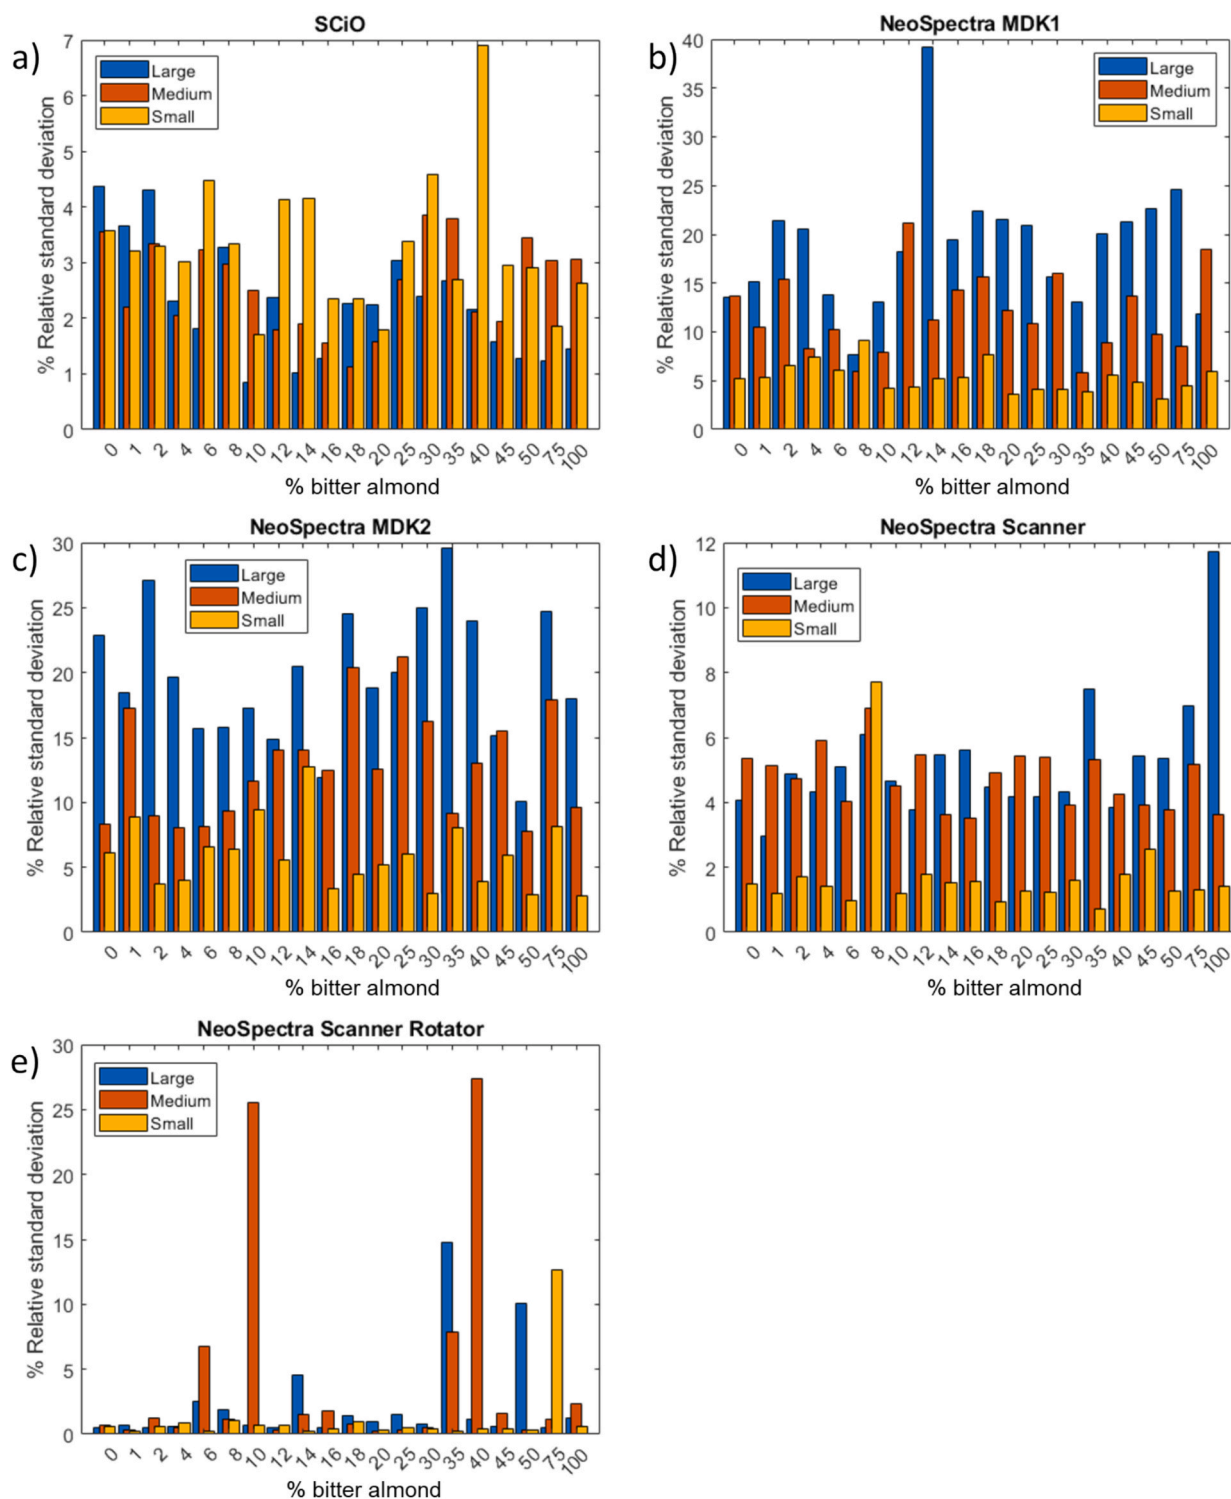 a)
SCiO
% Relative standard deviation
7
6
5
4
3
2
1
0
Large
Medium
Small
0 1 2 4 6 8 10 12 14 16 18 20 25 30 35 40 45 50 75 100
% bitter almond
b)
NeoSpectra MDK1
% Relative standard deviation
40
35
30
25
20
15
10
5
0
Large
Medium
Small
0 1 2 4 6 8 10 12 14 16 18 20 25 30 35 40 45 50 75 100
% bitter almond
c)
NeoSpectra MDK2
% Relative standard deviation
30
25
20
15
10
5
0
Large
Medium
Small
0 1 2 4 6 8 10 12 14 16 18 20 25 30 35 40 45 50 75 100
% bitter almond
d)
NeoSpectra Scanner
% Relative standard deviation
12
10
8
6
4
2
0
Large
Medium
Small
0 1 2 4 6 8 10 12 14 16 18 20 25 30 35 40 45 50 75 100
% bitter almond
e)
NeoSpectra Scanner Rotator
% Relative standard deviation
30
25
20
15
10
5
0
Large
Medium
Small
0 1 2 4 6 8 10 12 14 16 18 20 25 30 35 40 45 50 75 100
% bitter almond